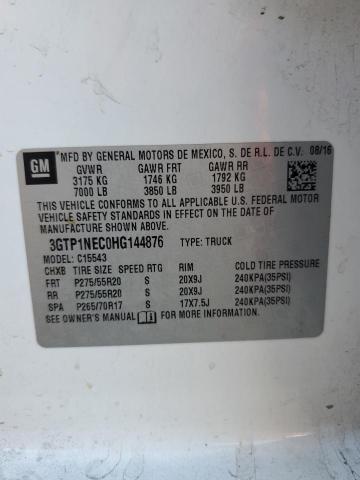 GM
MFD BY GENERAL MOTORS DE MEXICO, S. DE R.L. DE C.V. 08/16
GVWR GAWR FRT GAWR RR
3175 KG 1746 KG 1792 KG
7000 LB 3850 LB 3950 LB
THIS VEHICLE CONFORMS TO ALL APPLICABLE U.S. FEDERAL MOTOR
VEHICLE SAFETY STANDARDS IN EFFECT ON THE DATE OF
MANUFACTURE SHOWN ABOVE.
3GTP1NEC0HG144876 TYPE: TRUCK
MODEL: C15543
CHXB TIRE SIZE SPEED RTG RIM COLD TIRE PRESSURE
FRT P275/55R20 S 20X9J 240KPA(35PSI)
RR P275/55R20 S 20X9J 240KPA(35PSI)
SPA P265/70R17 S 17X7.5J 240KPA(35PSI)
SEE OWNER'S MANUAL FOR MORE INFORMATION.